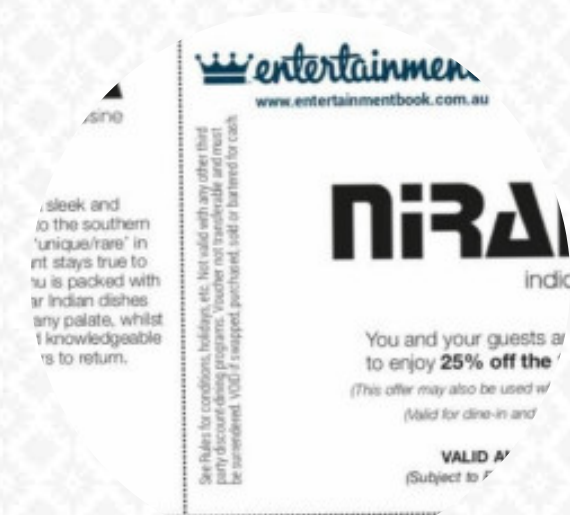 sine
sleek and
o the southern
'unique/rare' in
nt stays true to
nu is packed with
ar Indian dishes
any palate, whilst
knowledgeable
rs to return.
See Rules for conditions, holidays, etc. Not valid with any other third
party discount dining programs. Voucher not transferable and must
be surrendered. VOID if swapped, purchased, sold or bartered for cash.
entertainmen
www.entertainmentbook.com.au
NiRA
indi
You and your guests a
to enjoy 25% off the
(This offer may also be used w
(Valid for dine-in and
VALID A
(Subject to